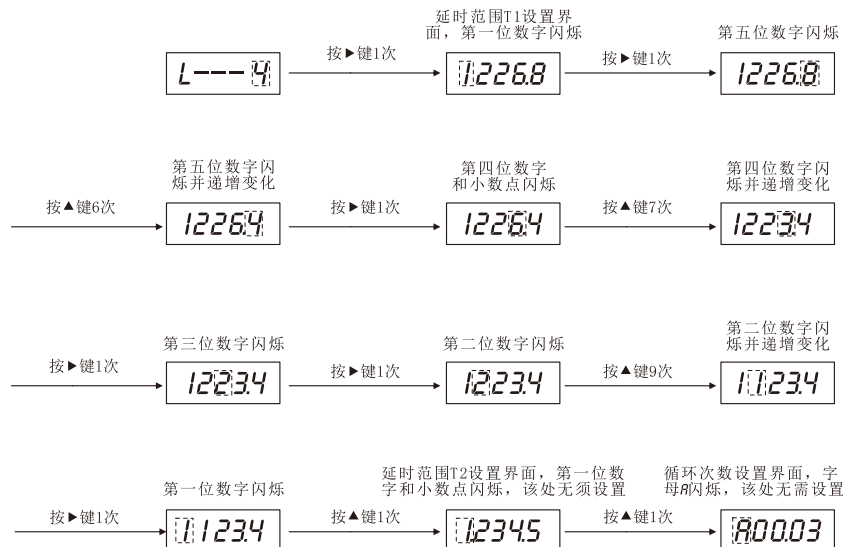 延时范围T1设置界
面，第一位数字闪烁
第五位数字闪烁
L---4
按▶键1次
1226.8
按▶键1次
1226.8
第五位数字闪
烁并递增变化
第四位数字
和小数点闪烁
第四位数字闪
烁并递增变化
按▲键6次
1226.4
按▶键1次
1226.4
按▲键7次
1223.4
第三位数字闪烁
第二位数字闪烁
第二位数字闪
烁并递增变化
按▶键1次
1223.4
按▶键1次
1223.4
按▲键9次
1123.4
第一位数字闪烁
延时范围T2设置界面，第一位数
字和小数点闪烁，该处无须设置
循环次数设置界面，字
母A闪烁，该处无需设置
按▶键1次
1123.4
按▲键1次
1.234.5
按▲键1次
A00.03